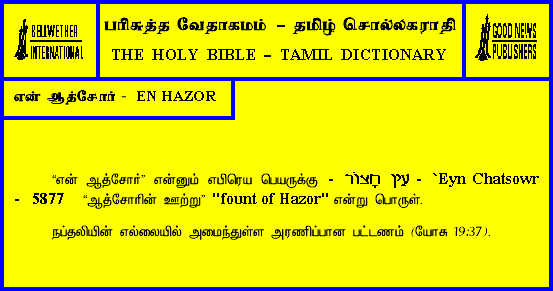 BELLWETHER
INTERNATIONAL
பரிசுத்த வேதாகமம் – தமிழ் சொல்லகராதி
THE HOLY BIBLE – TAMIL DICTIONARY
GOOD NEWS
PUBLISHERS
என் ஆத்சோர் - EN HAZOR
“என் ஆத்சோர்” என்னும் எபிரெய பெயருக்கு - עין חצור - `Eyn Chatsowr
- 5877 “ஆத்சோரின் ஊற்று” "fount of Hazor" என்று பொருள்.
நப்தலியின் எல்லையில் அமைந்துள்ள அரணிப்பான பட்டணம் (யோசு 19:37).